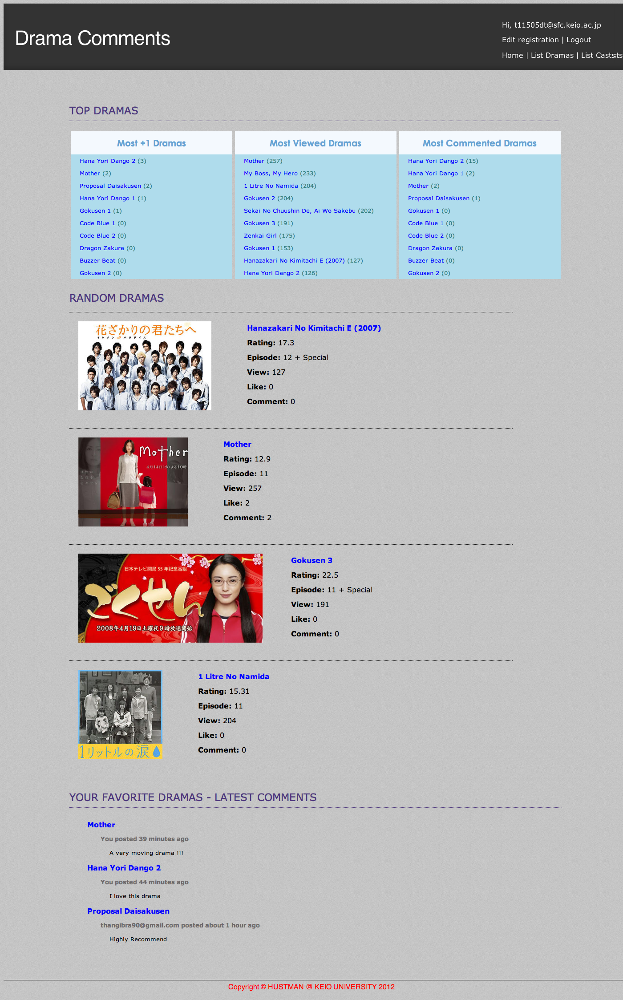 Drama Comments
Hi, t11505dt@sfc.keio.ac.jp
Edit registration | Logout
Home | List Dramas | List Casts
TOP DRAMAS
Most +1 Dramas
Hana Yori Dango 2 (3)
Mother (2)
Proposal Daisakusen (2)
Hana Yori Dango 1 (1)
Gokusen 1 (1)
Code Blue 1 (0)
Code Blue 2 (0)
Dragon Zakura (0)
Buzzer Beat (0)
Gokusen 2 (0)
Most Viewed Dramas
Mother (257)
My Boss, My Hero (233)
1 Litre No Namida (204)
Gokusen 2 (204)
Sekai No Chuushin De, Ai Wo Sakebu (202)
Gokusen 3 (191)
Zenkai Girl (175)
Gokusen 1 (153)
Hanazakari No Kimitachi E (2007) (127)
Hana Yori Dango 2 (126)
Most Commented Dramas
Hana Yori Dango 2 (15)
Hana Yori Dango 1 (2)
Mother (2)
Proposal Daisakusen (1)
Gokusen 1 (0)
Code Blue 1 (0)
Code Blue 2 (0)
Dragon Zakura (0)
Buzzer Beat (0)
Gokusen 2 (0)
RANDOM DRAMAS
花ざかりの君たちへ
イケメン♂パラダイス
Hanazakari No Kimitachi E (2007)
Rating: 17.3
Episode: 12 + Special
View: 127
Like: 0
Comment: 0
Mother
4月14日(水)よる10時
母性は、
女性を、
狂わせる。
Mother
Rating: 12.9
Episode: 11
View: 257
Like: 2
Comment: 2
日本テレビ開局55年記念番組
ごくせん
2008年4月19日土曜夜9時放送開始
Gokusen 3
Rating: 22.5
Episode: 11 + Special
View: 191
Like: 0
Comment: 0
1リットルの涙
1 Litre No Namida
Rating: 15.31
Episode: 11
View: 204
Like: 0
Comment: 0
YOUR FAVORITE DRAMAS - LATEST COMMENTS
Mother
You posted 39 minutes ago
A very moving drama !!!
Hana Yori Dango 2
You posted 44 minutes ago
I love this drama
Proposal Daisakusen
thangibra90@gmail.com posted about 1 hour ago
Highly Recommend
Copyright © HUSTMAN @ KEIO UNIVERSITY 2012